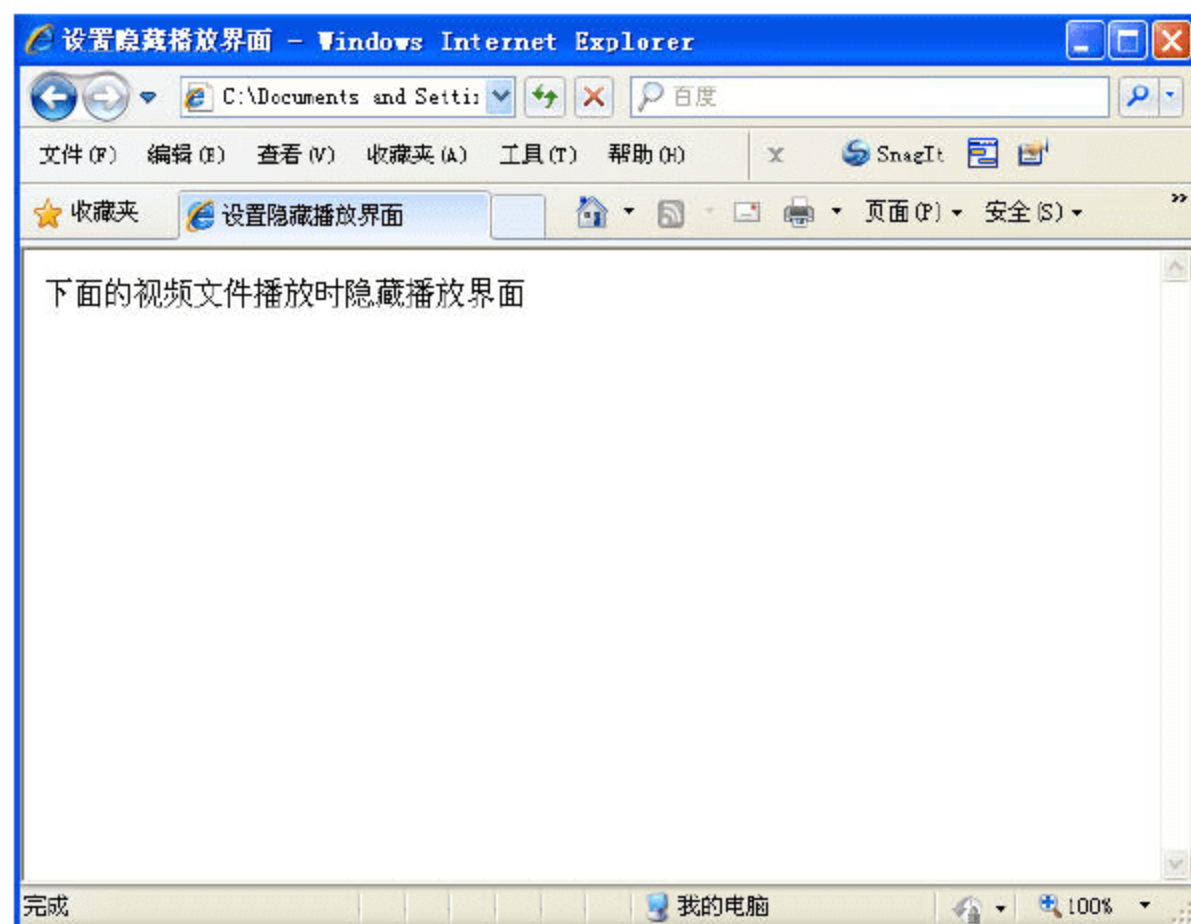 设置隐藏播放界面 - Windows Internet Explorer
C:\Documents and Settin
百度
文件(F) 编辑(E) 查看(V) 收藏夹(A) 工具(T) 帮助(H) x SnagIt
收藏夹 设置隐藏播放界面 页面(P) 安全(S) »
下面的视频文件播放时隐藏播放界面
完成 我的电脑 100%